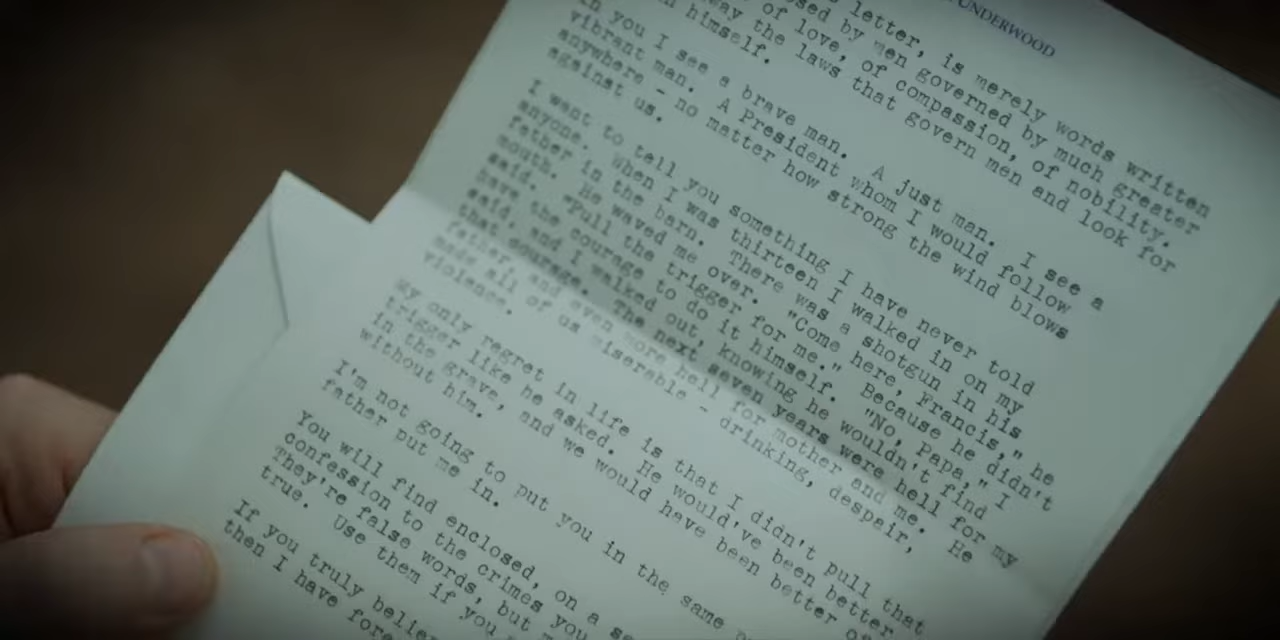 UNDERWOOD
letter, is merely words written
by men governed by much greater
of love, of compassion, of nobility.
the laws that govern men and look for
himself.
In you I see a brave man. A just man. I see a
vibrant man. A President whom I would follow
anywhere - no matter how strong the wind blows
against us.
I want to tell you something I have never told
anyone. When I was thirteen I walked in on my
father in the barn. There was a shotgun in his
mouth. He waved me over. "Come here, Francis," he
said. "Pull the trigger for me." Because he didn't
have the courage to do it himself. "No, Papa," I
said, and I walked out, knowing he wouldn't find
that courage. The next seven years were hell for my
father and even more hell for mother and me. He
made all of us miserable - drinking, despair,
violence.
My only regret in life is that I didn't pull that
trigger like he asked. He would've been better
in the grave, and we would have been better
without him.
I'm not going to put you in the same
father put me in.
You will find enclosed, on a
confession to the crimes you
They're false words, but
true. Use them if you
If you truly
then I have